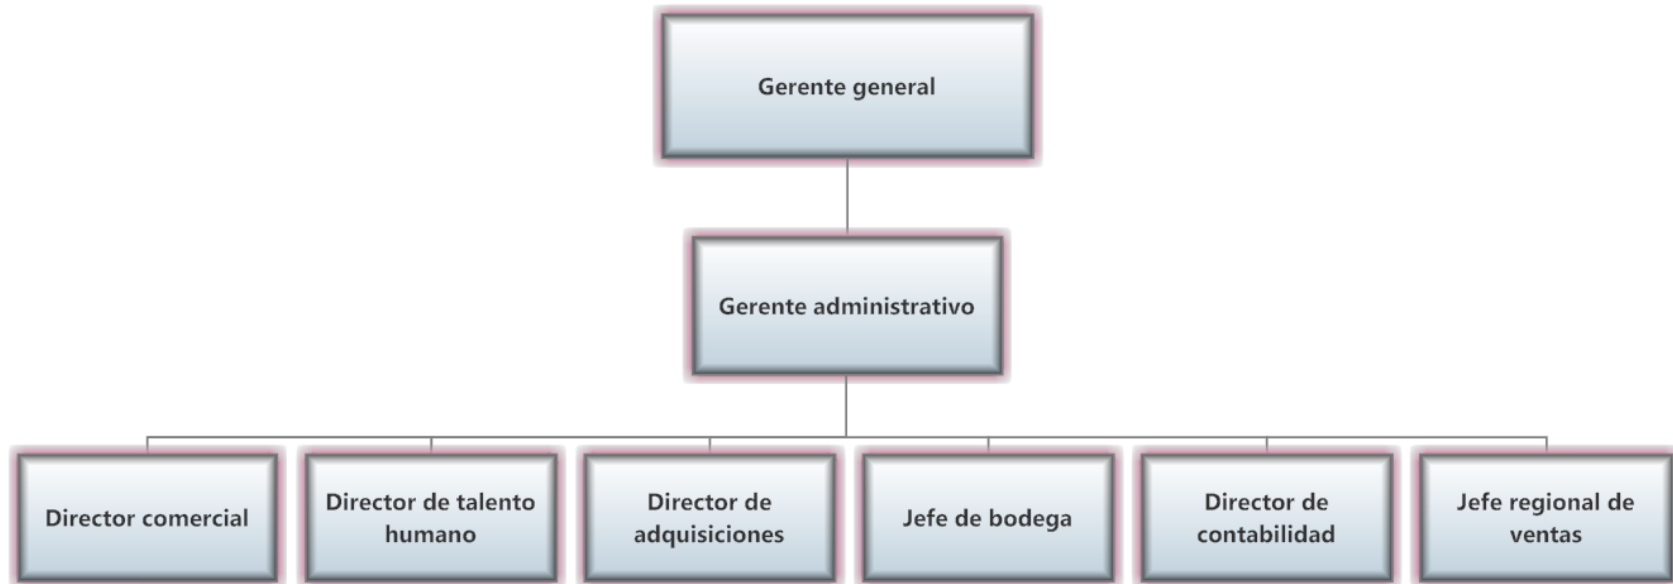 Gerente general
Gerente administrativo
Director comercial
Director de talento
humano
Director de
adquisiciones
Jefe de bodega
Director de
contabilidad
Jefe regional de
ventas